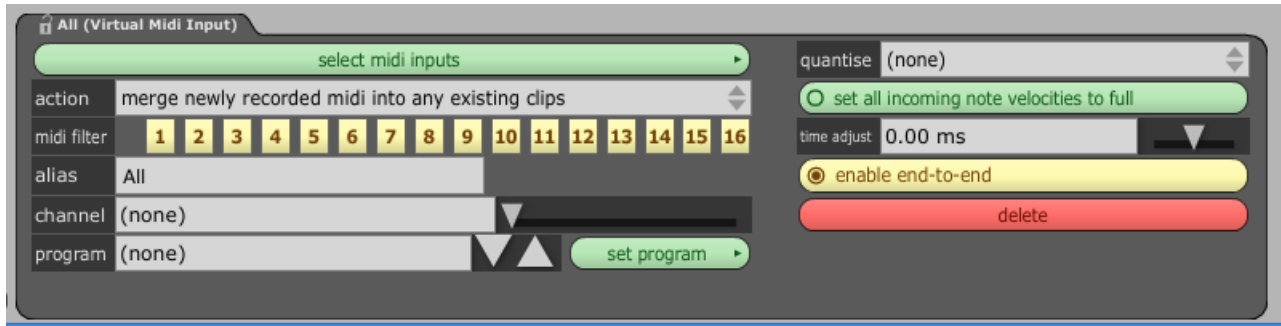 All (Virtual Midi Input)
select midi inputs
action merge newly recorded midi into any existing clips
midi filter 1 2 3 4 5 6 7 8 9 10 11 12 13 14 15 16
alias All
channel (none)
program (none) set program
quantise (none)
set all incoming note velocities to full
time adjust 0.00 ms
enable end-to-end
delete